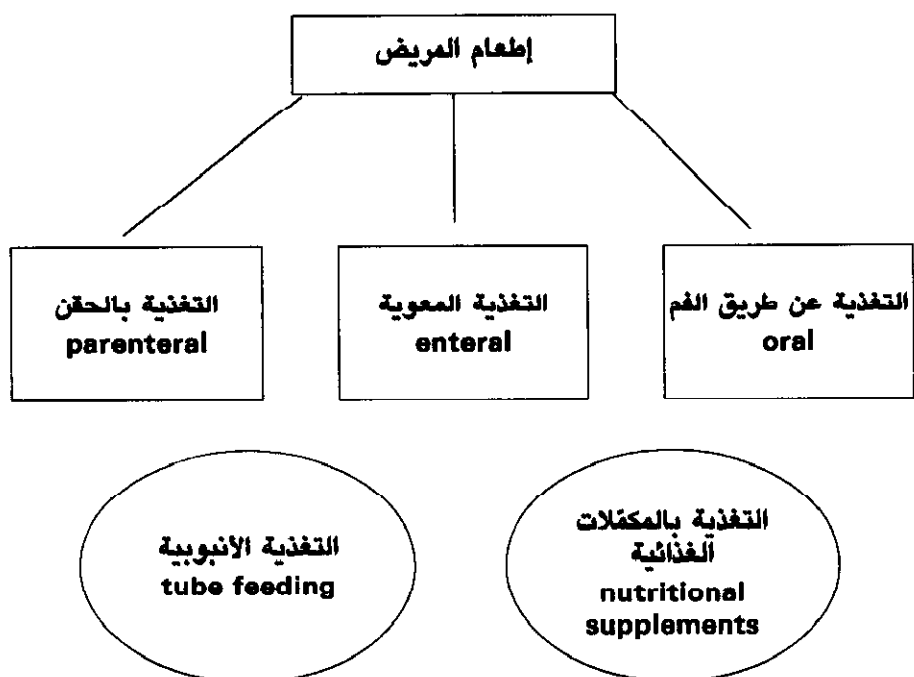 إطعام المريض
التغذية عن طريق الفم
oral
التغذية المعوية
enteral
التغذية بالحقن
parenteral
التغذية بالمكمّلات
الغذائية
nutritional
supplements
التغذية الأنبوبية
tube feeding